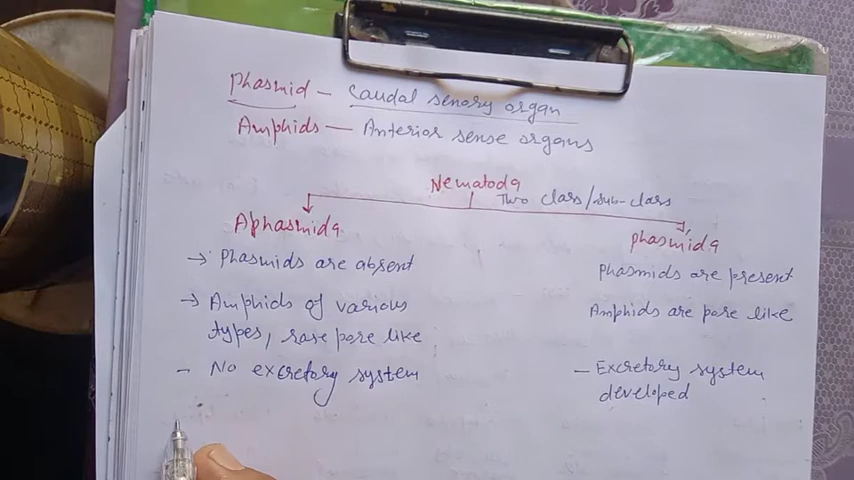 Phasmid - Caudal sensory organ
Amphids - Anterior sense organs
Nematoda
Two class/sub-class
Aphasmida
Phasmida
→ Phasmids are absent
Phasmids are present
→ Amphids of various
types, rare pore like
Amphids are pore like
- No excretory system
- Excretory system
developed